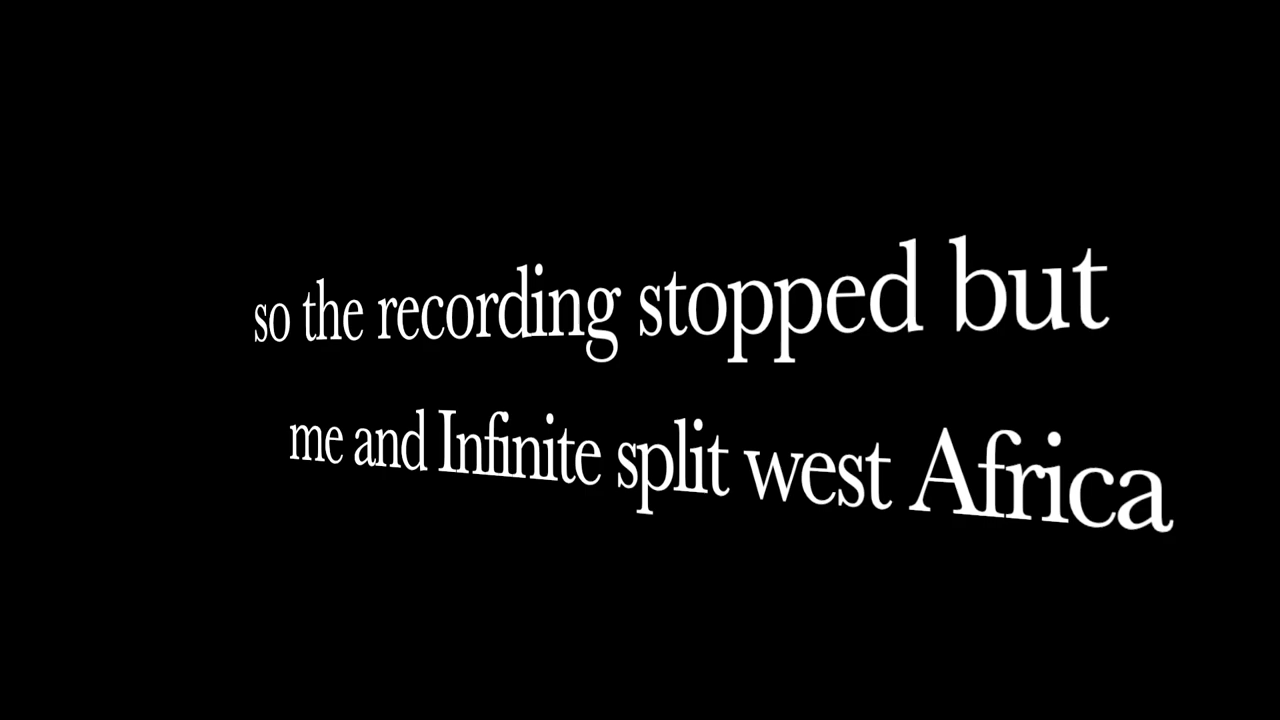 so the recording stopped but
me and Infinite split west Africa